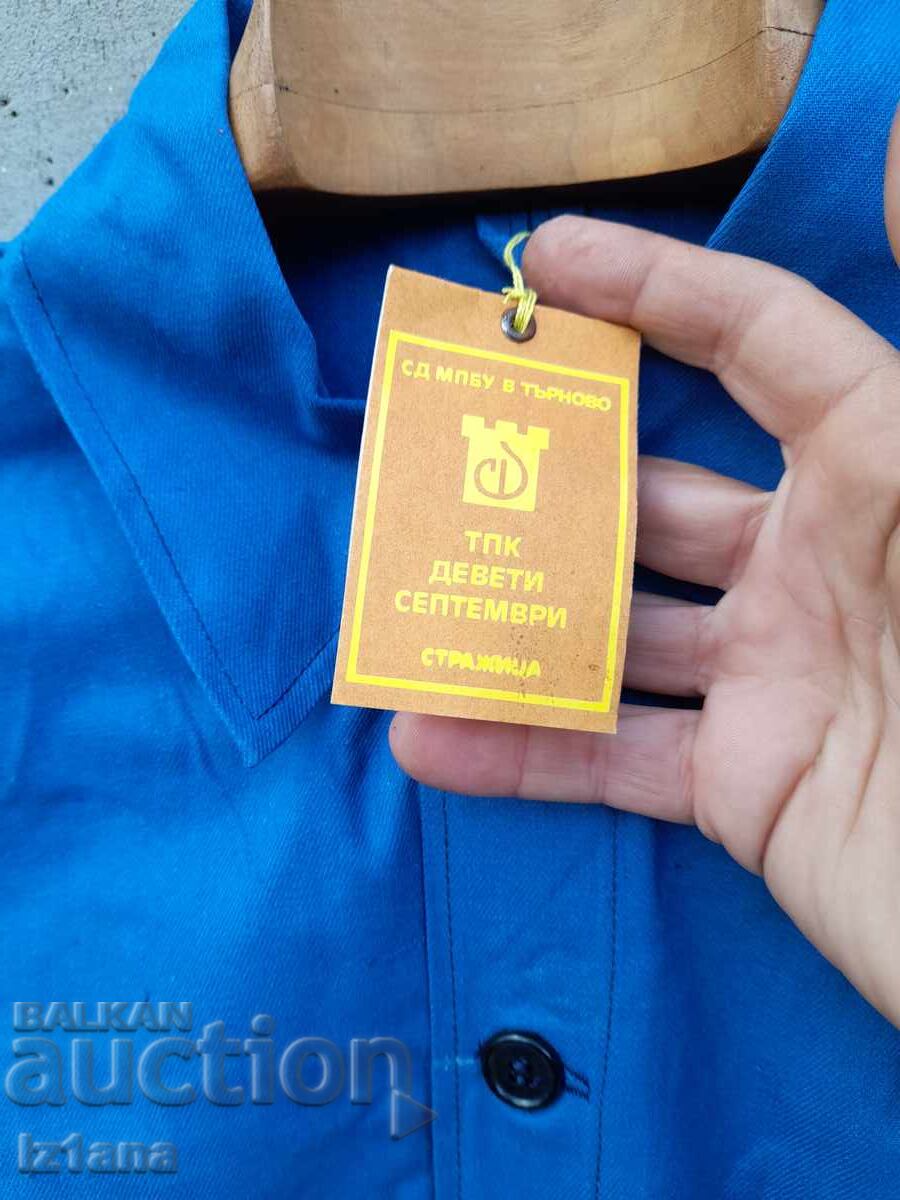 СД МПБУ В ТЪРНОВО
ТПК
ДЕВЕТИ
СЕПТЕМВРИ
СТРАЖИЦА
BALKAN
auction
Iz1ana